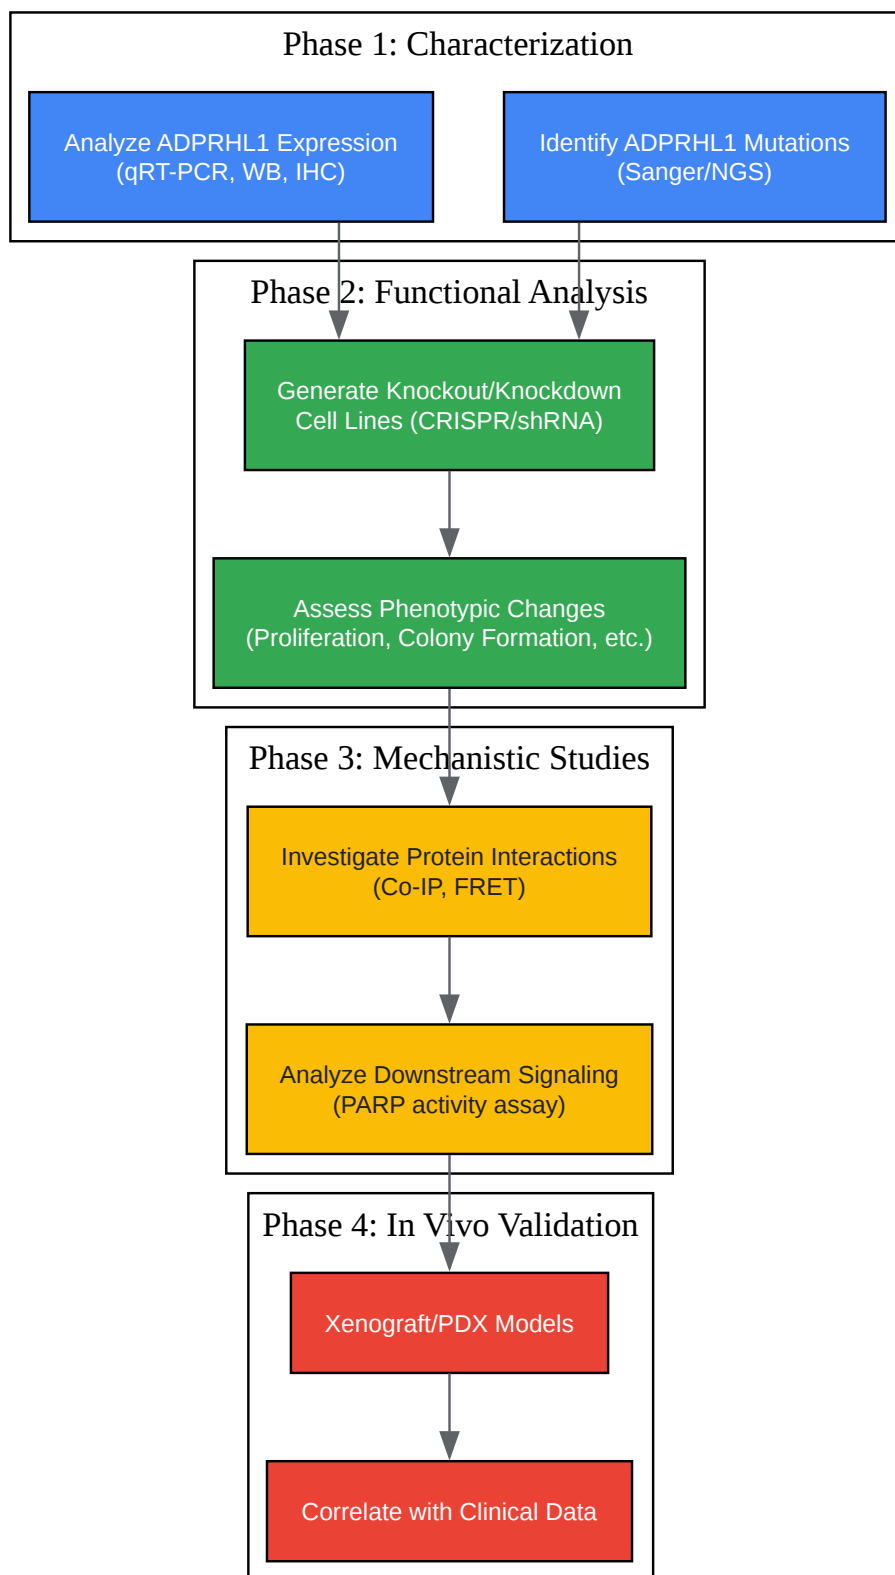 Phase 1: Characterization
Analyze ADPRHL1 Expression
(qRT-PCR, WB, IHC)
Identify ADPRHL1 Mutations
(Sanger/NGS)
Phase 2: Functional Analysis
Generate Knockout/Knockdown
Cell Lines (CRISPR/shRNA)
Assess Phenotypic Changes
(Proliferation, Colony Formation, etc.)
Phase 3: Mechanistic Studies
Investigate Protein Interactions
(Co-IP, FRET)
Analyze Downstream Signaling
(PARP activity assay)
Phase 4: In Vivo Validation
Xenograft/PDX Models
Correlate with Clinical Data